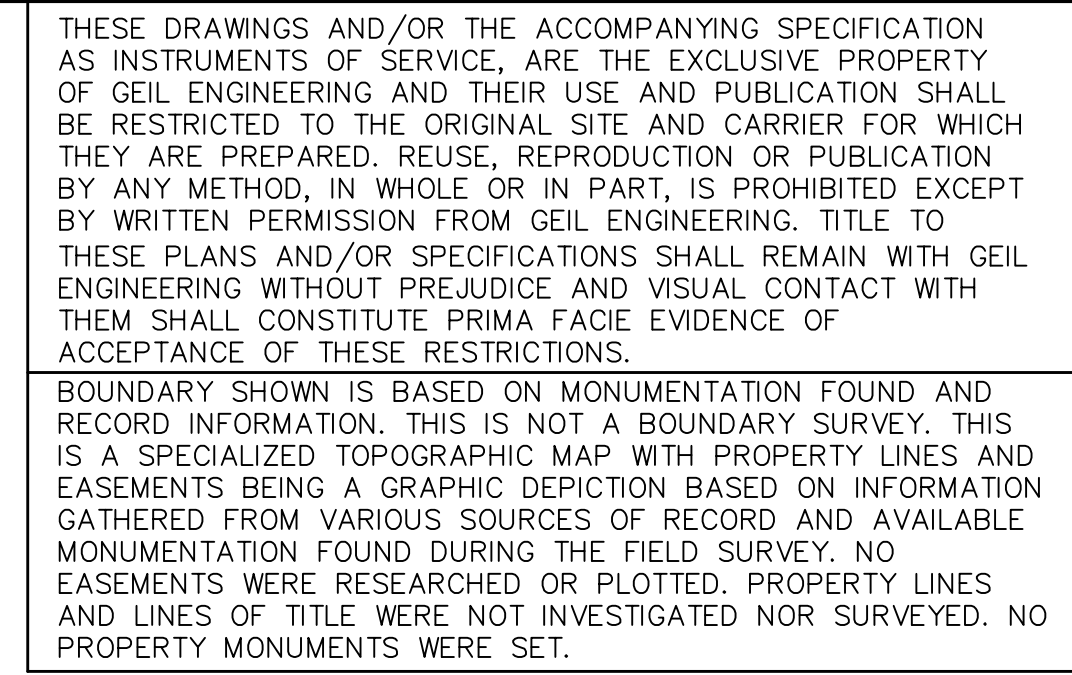 THESE DRAWINGS AND/OR THE ACCOMPANYING SPECIFICATION
AS INSTRUMENTS OF SERVICE, ARE THE EXCLUSIVE PROPERTY
OF GEIL ENGINEERING AND THEIR USE AND PUBLICATION SHALL
BE RESTRICTED TO THE ORIGINAL SITE AND CARRIER FOR WHICH
THEY ARE PREPARED. REUSE, REPRODUCTION OR PUBLICATION
BY ANY METHOD, IN WHOLE OR IN PART, IS PROHIBITED EXCEPT
BY WRITTEN PERMISSION FROM GEIL ENGINEERING. TITLE TO
THESE PLANS AND/OR SPECIFICATIONS SHALL REMAIN WITH GEIL
ENGINEERING WITHOUT PREJUDICE AND VISUAL CONTACT WITH
THEM SHALL CONSTITUTE PRIMA FACIE EVIDENCE OF
ACCEPTANCE OF THESE RESTRICTIONS.
BOUNDARY SHOWN IS BASED ON MONUMENTATION FOUND AND
RECORD INFORMATION. THIS IS NOT A BOUNDARY SURVEY. THIS
IS A SPECIALIZED TOPOGRAPHIC MAP WITH PROPERTY LINES AND
EASEMENTS BEING A GRAPHIC DEPICTION BASED ON INFORMATION
GATHERED FROM VARIOUS SOURCES OF RECORD AND AVAILABLE
MONUMENTATION FOUND DURING THE FIELD SURVEY. NO
EASEMENTS WERE RESEARCHED OR PLOTTED. PROPERTY LINES
AND LINES OF TITLE WERE NOT INVESTIGATED NOR SURVEYED. NO
PROPERTY MONUMENTS WERE SET.